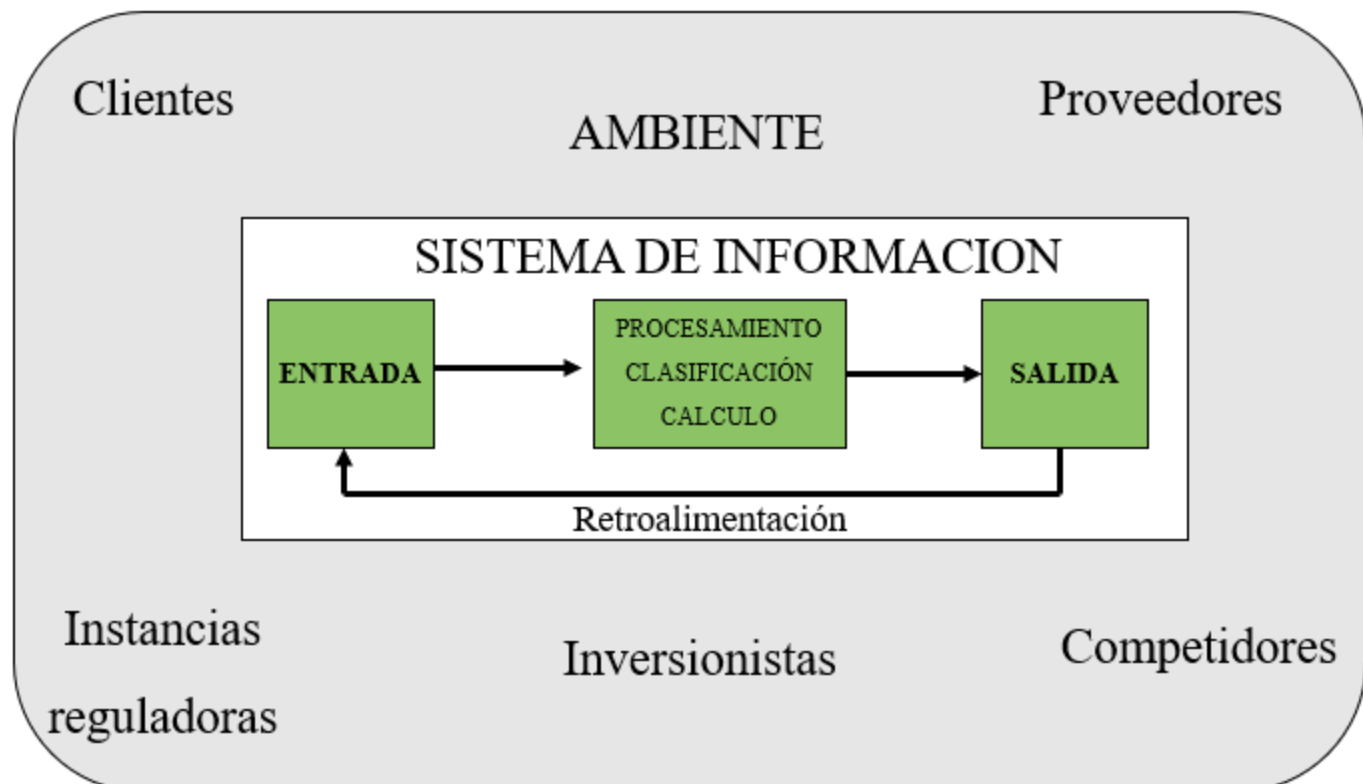 Clientes
Proveedores
AMBIENTE
SISTEMA DE INFORMACION
ENTRADA
PROCESAMIENTO
CLASIFICACIÓN
CALCULO
SALIDA
Retroalimentación
Instancias
reguladoras
Inversionistas
Competidores